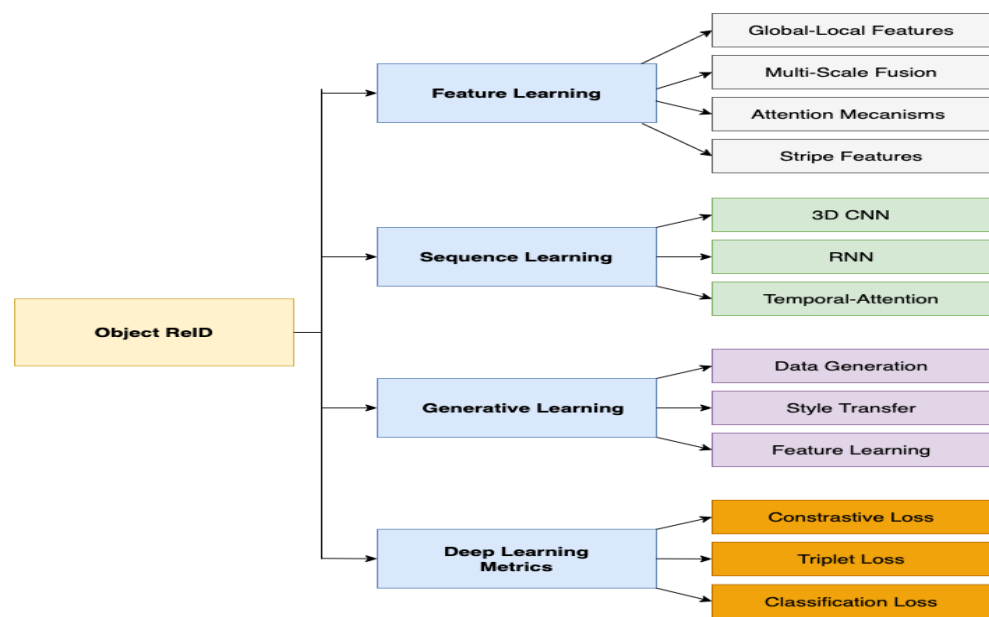 Object ReID
Feature Learning
Global-Local Features
Multi-Scale Fusion
Attention Mecanisms
Stripe Features
Sequence Learning
3D CNN
RNN
Temporal-Attention
Generative Learning
Data Generation
Style Transfer
Feature Learning
Deep Learning
Metrics
Constrastive Loss
Triplet Loss
Classification Loss